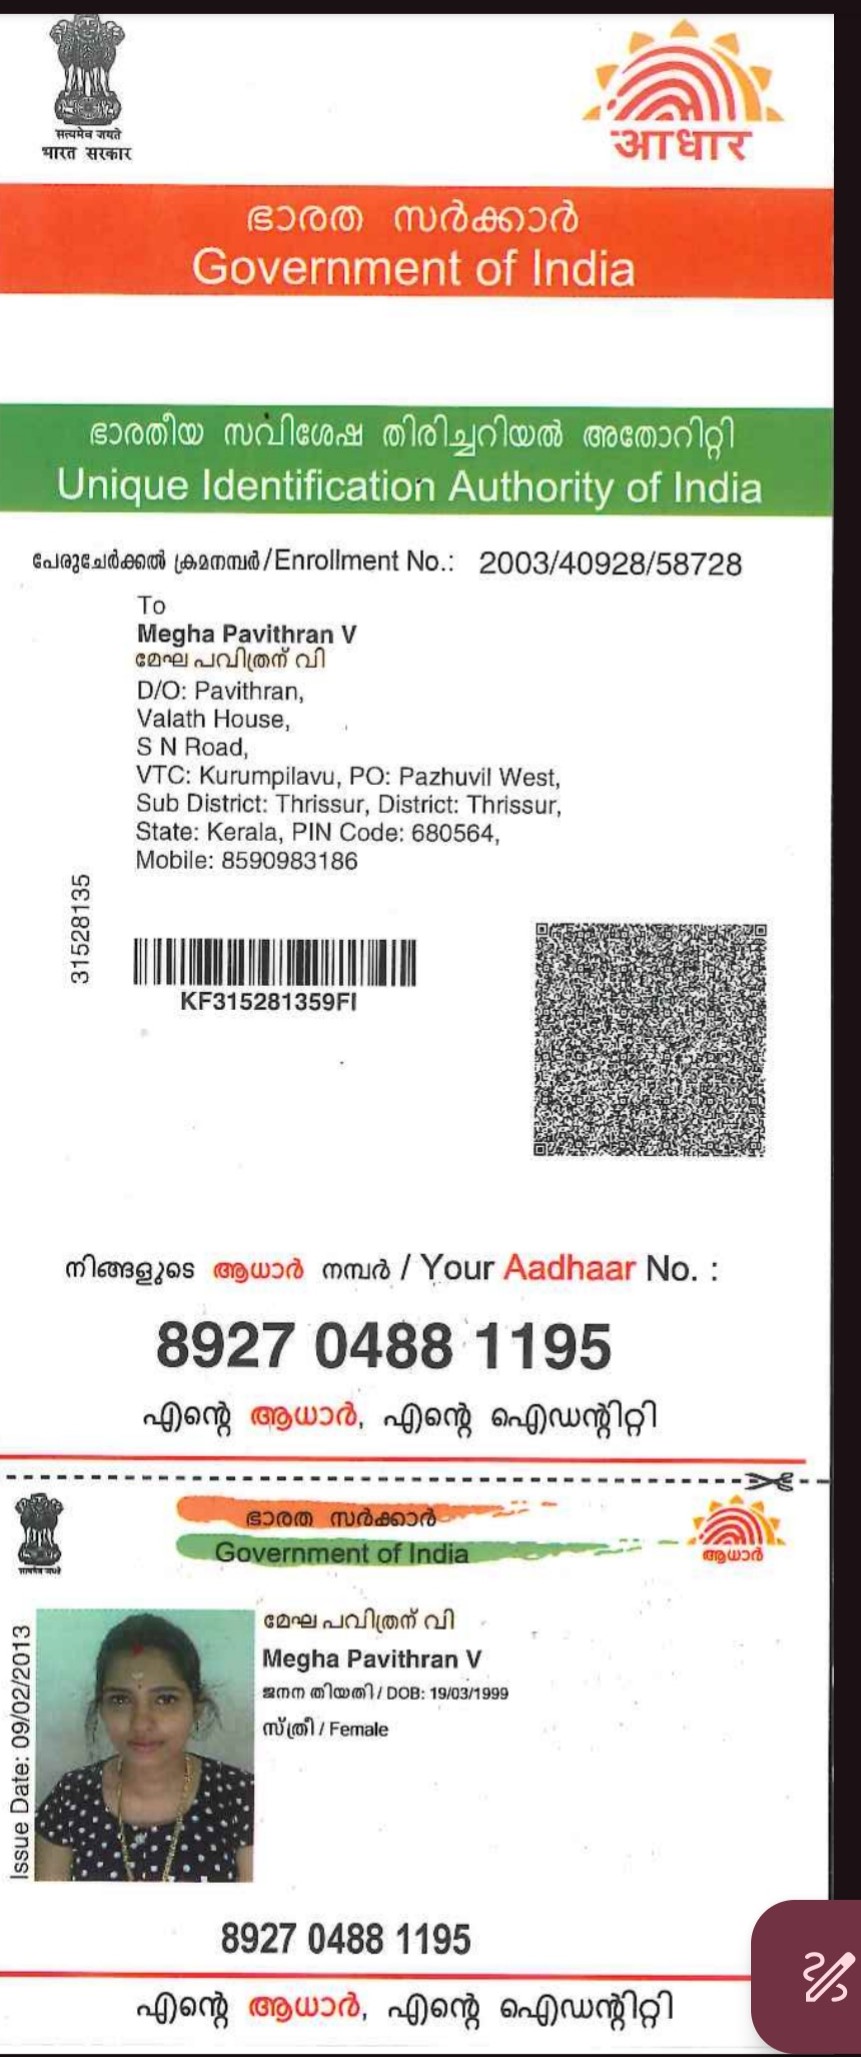 सत्यमेव जयते
भारत सरकार
आधार
ഭാരത സർക്കാർ
Government of India
ഭാരതീയ സവിശേഷ തിരിച്ചറിയൽ അതോറിറ്റി
Unique Identification Authority of India
പേരുചേർക്കൽ ക്രമനമ്പർ/Enrollment No.: 2003/40928/58728
To
Megha Pavithran V
മേഘ പവിത്രന് വി
D/O: Pavithran,
Valath House,
S N Road,
VTC: Kurumpilavu, PO: Pazhuvil West,
Sub District: Thrissur, District: Thrissur,
State: Kerala, PIN Code: 680564,
Mobile: 8590983186
31528135
KF315281359FI
നിങ്ങളുടെ ആധാർ നമ്പർ / Your Aadhaar No. :
8927 0488 1195
എന്റെ ആധാർ, എന്റെ ഐഡന്റിറ്റി
सत्यमेव जयते
ഭാരത സർക്കാർ
Government of India
ആധാർ
മേഘ പവിത്രന് വി
Megha Pavithran V
ജനന തിയതി / DOB: 19/03/1999
സ്ത്രീ / Female
Issue Date: 09/02/2013
8927 0488 1195
എന്റെ ആധാർ, എന്റെ ഐഡന്റിറ്റി